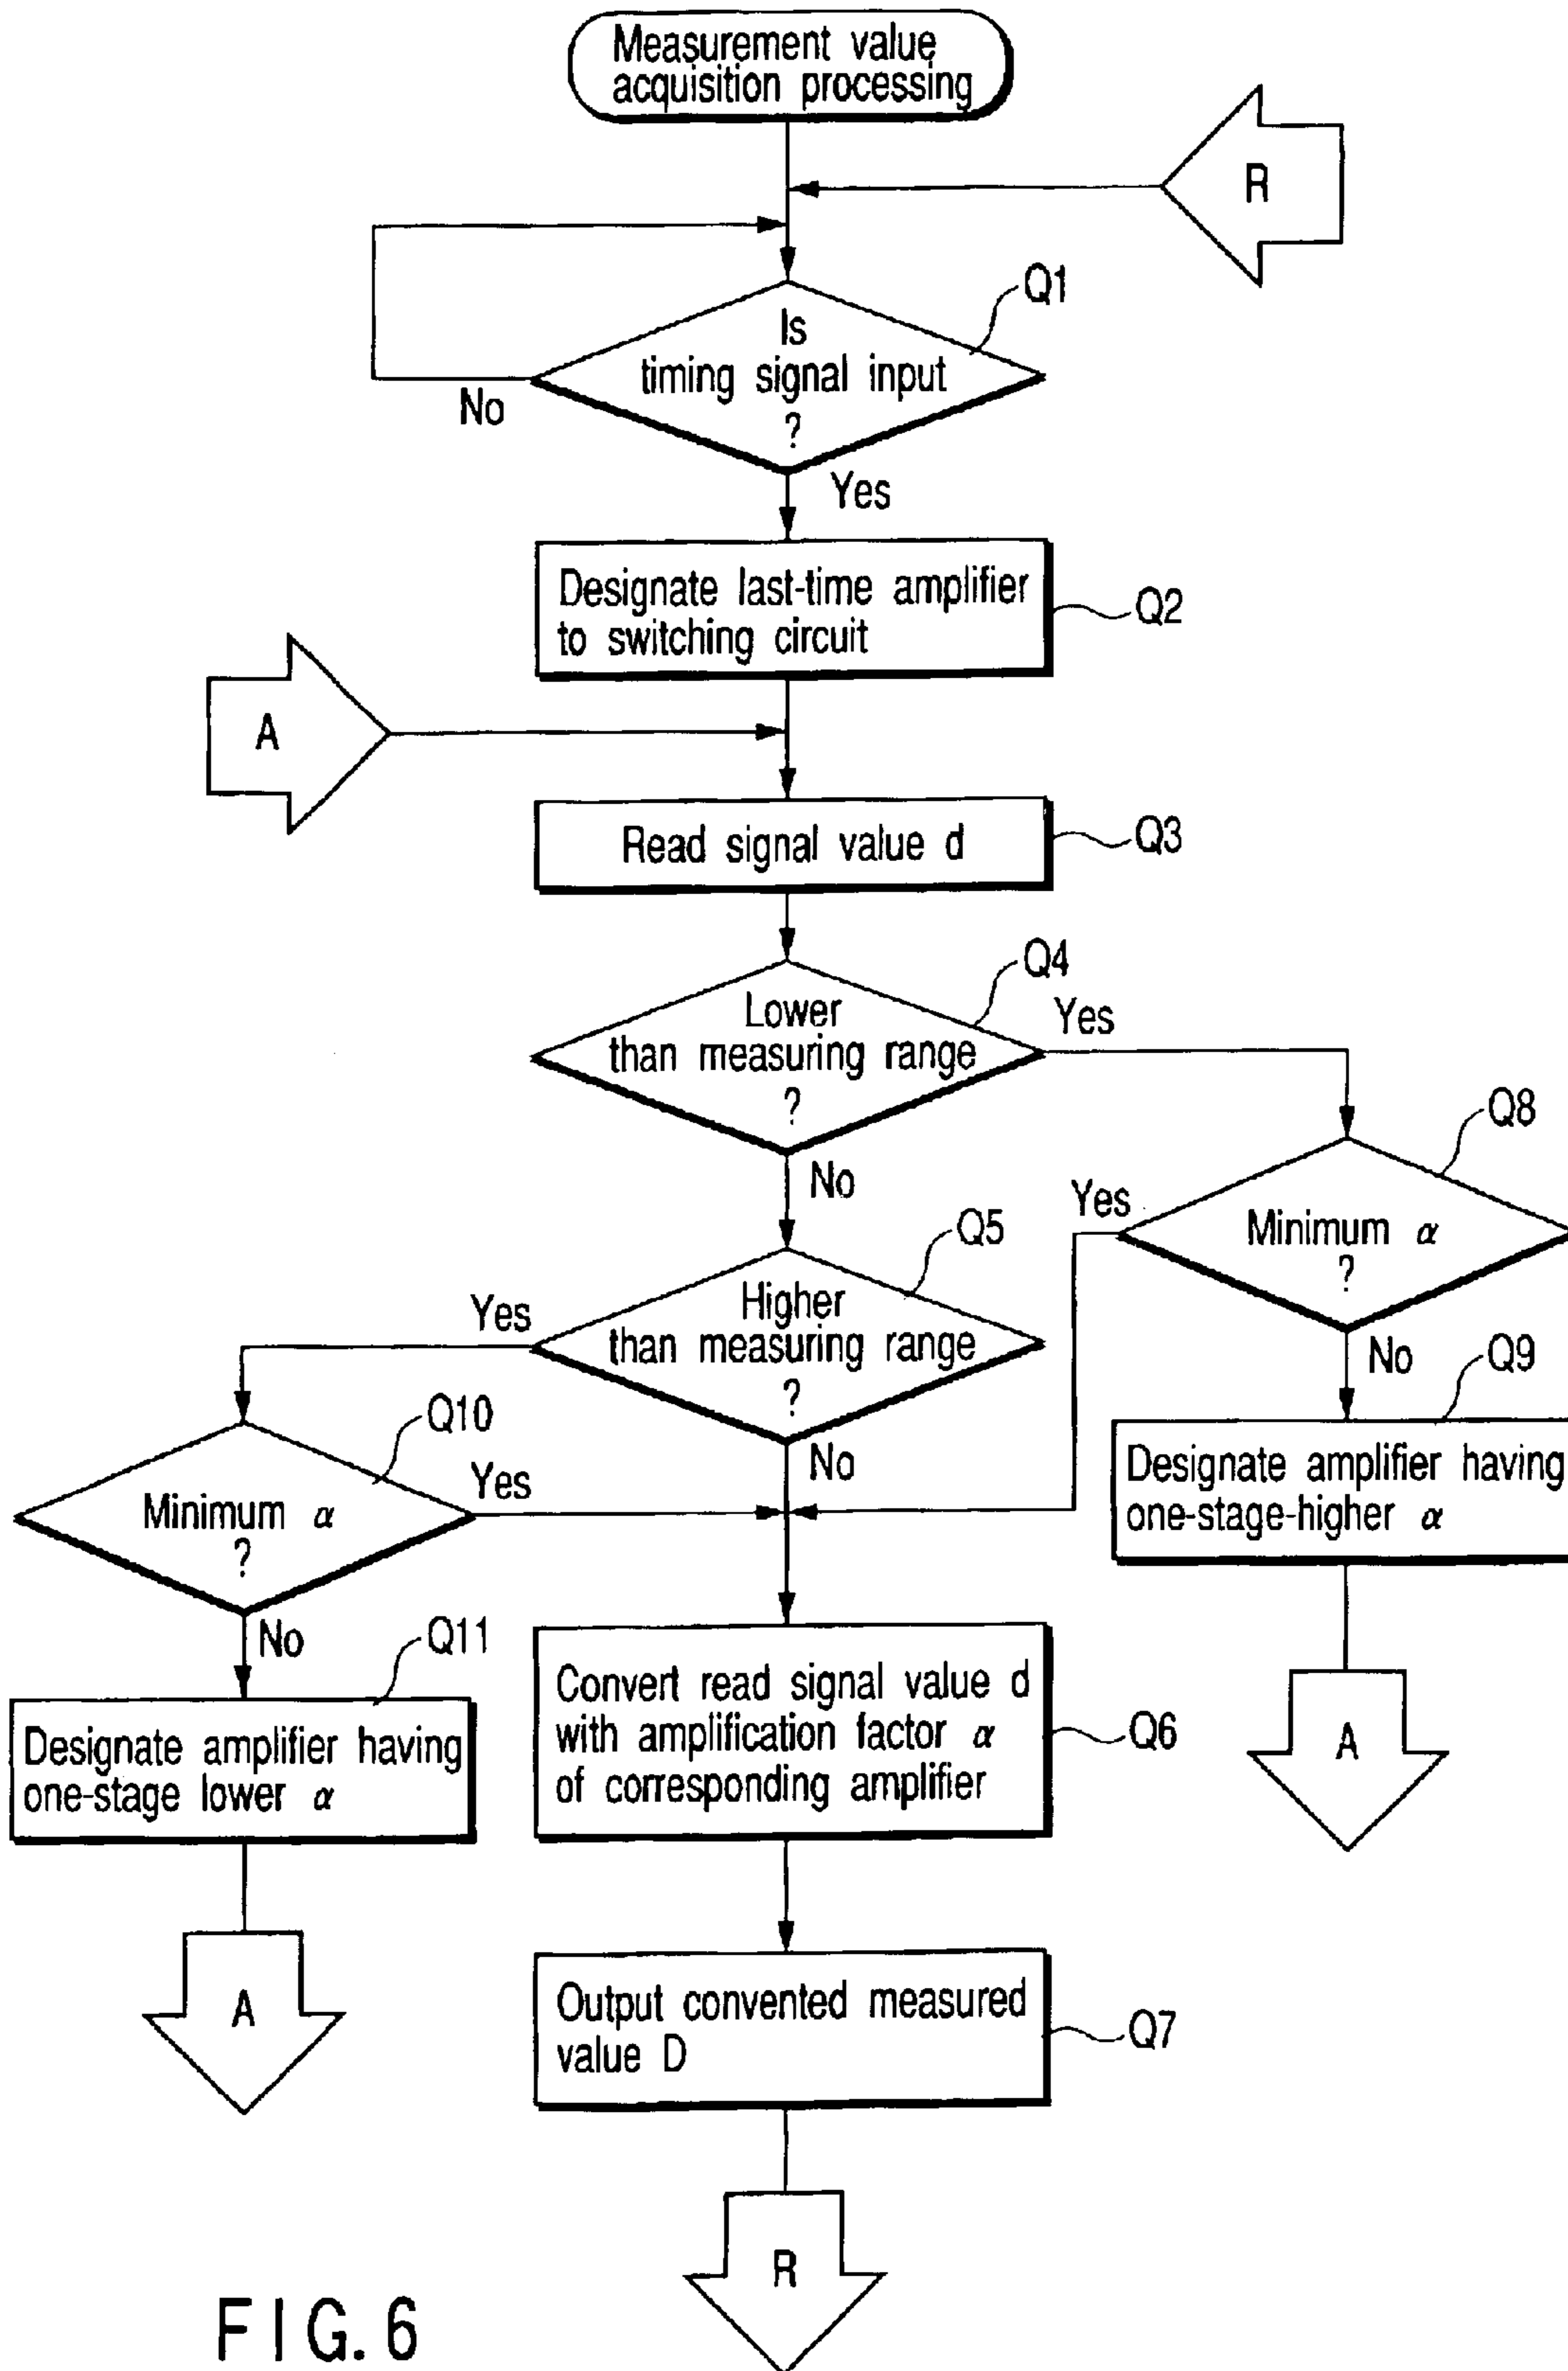 Measurement value
acquisition processing
R
Q1
Is
timing signal input
?
No
Yes
Designate last-time amplifier
to switching circuit
Q2
A
Read signal value d
Q3
Q4
Lower
than measuring range
?
Yes
No
Q8
Yes
Minimum α
?
No
Q5
Higher
than measuring range
?
Yes
No
Q9
Designate amplifier having
one-stage-higher α
A
Q10
Minimum α
?
Yes
No
Q11
Designate amplifier having
one-stage lower α
A
Convert read signal value d
with amplification factor α
of corresponding amplifier
Q6
Output convented measured
value D
Q7
R
FIG. 6